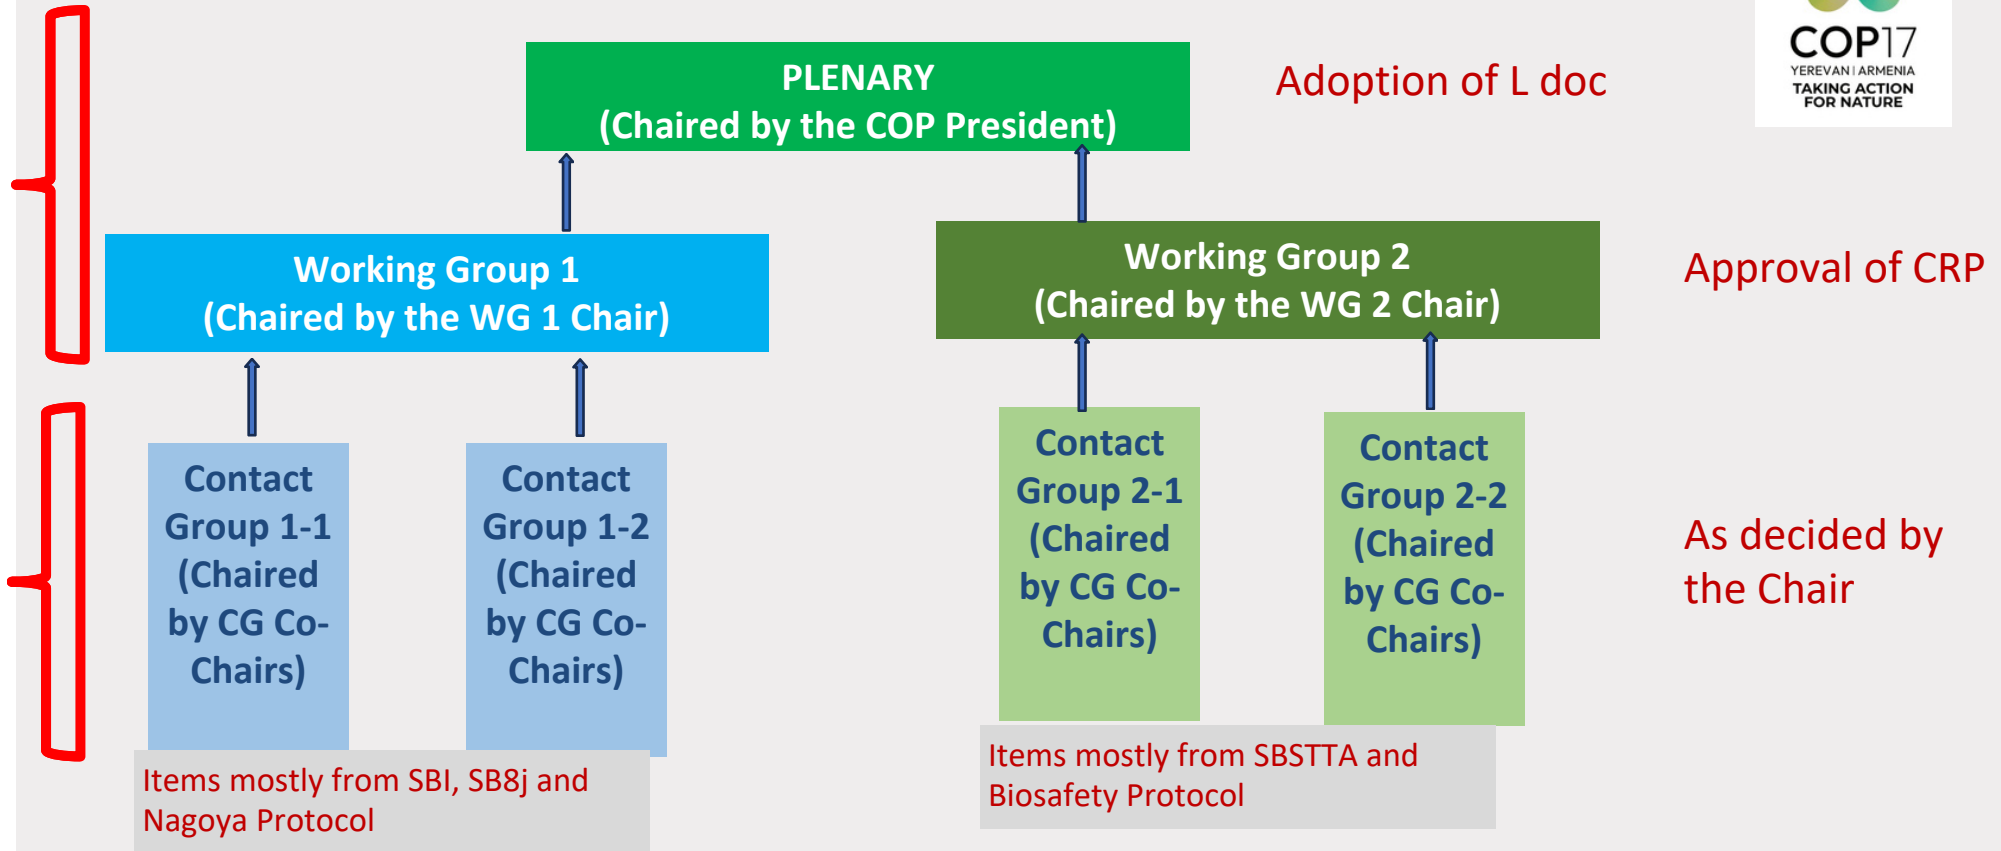 PLENARY
(Chaired by the COP President)
Adoption of L doc
COP17
YEREVAN | ARMENIA
TAKING ACTION
FOR NATURE
Working Group 1
(Chaired by the WG 1 Chair)
Working Group 2
(Chaired by the WG 2 Chair)
Approval of CRP
Contact
Group 1-1
(Chaired
by CG Co-
Chairs)
Contact
Group 1-2
(Chaired
by CG Co-
Chairs)
Contact
Group 2-1
(Chaired
by CG Co-
Chairs)
Contact
Group 2-2
(Chaired
by CG Co-
Chairs)
As decided by
the Chair
Items mostly from SBI, SB8j and
Nagoya Protocol
Items mostly from SBSTTA and
Biosafety Protocol